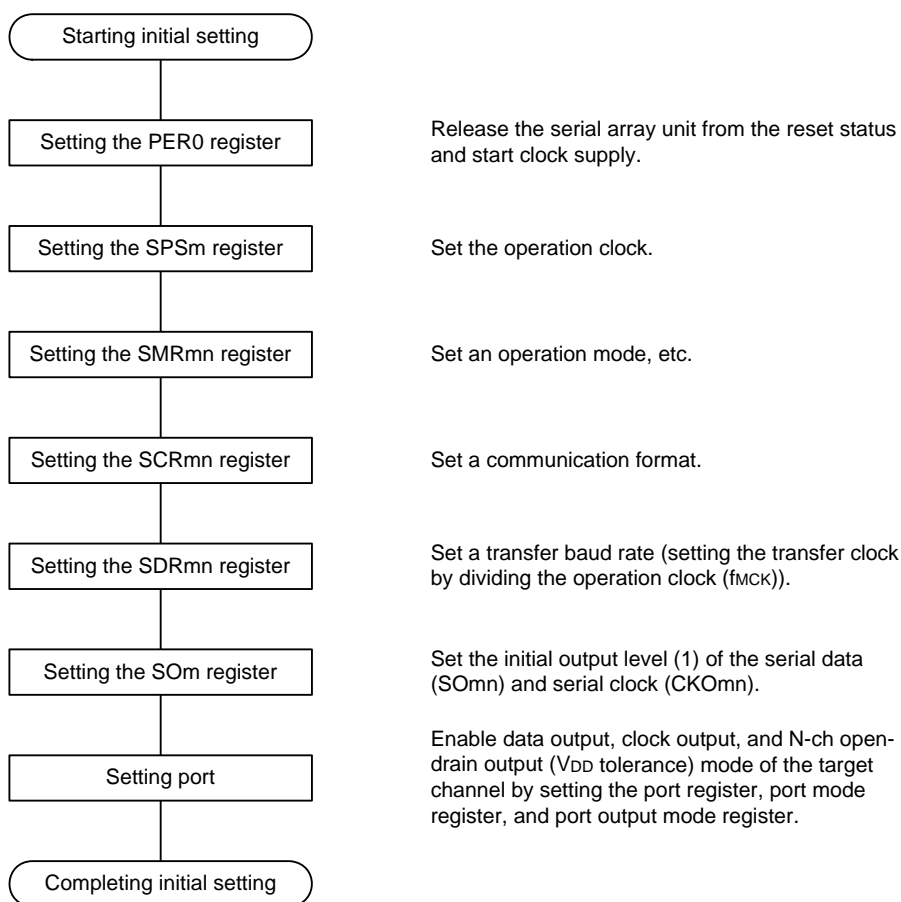 Starting initial setting
Setting the PER0 register
Release the serial array unit from the reset status
and start clock supply.
Setting the SPSm register
Set the operation clock.
Setting the SMRmn register
Set an operation mode, etc.
Setting the SCRmn register
Set a communication format.
Setting the SDRmn register
Set a transfer baud rate (setting the transfer clock
by dividing the operation clock (fMCK)).
Setting the SOm register
Set the initial output level (1) of the serial data
(SOmn) and serial clock (CKOmn).
Setting port
Enable data output, clock output, and N-ch open-
drain output (VDD tolerance) mode of the target
channel by setting the port register, port mode
register, and port output mode register.
Completing initial setting